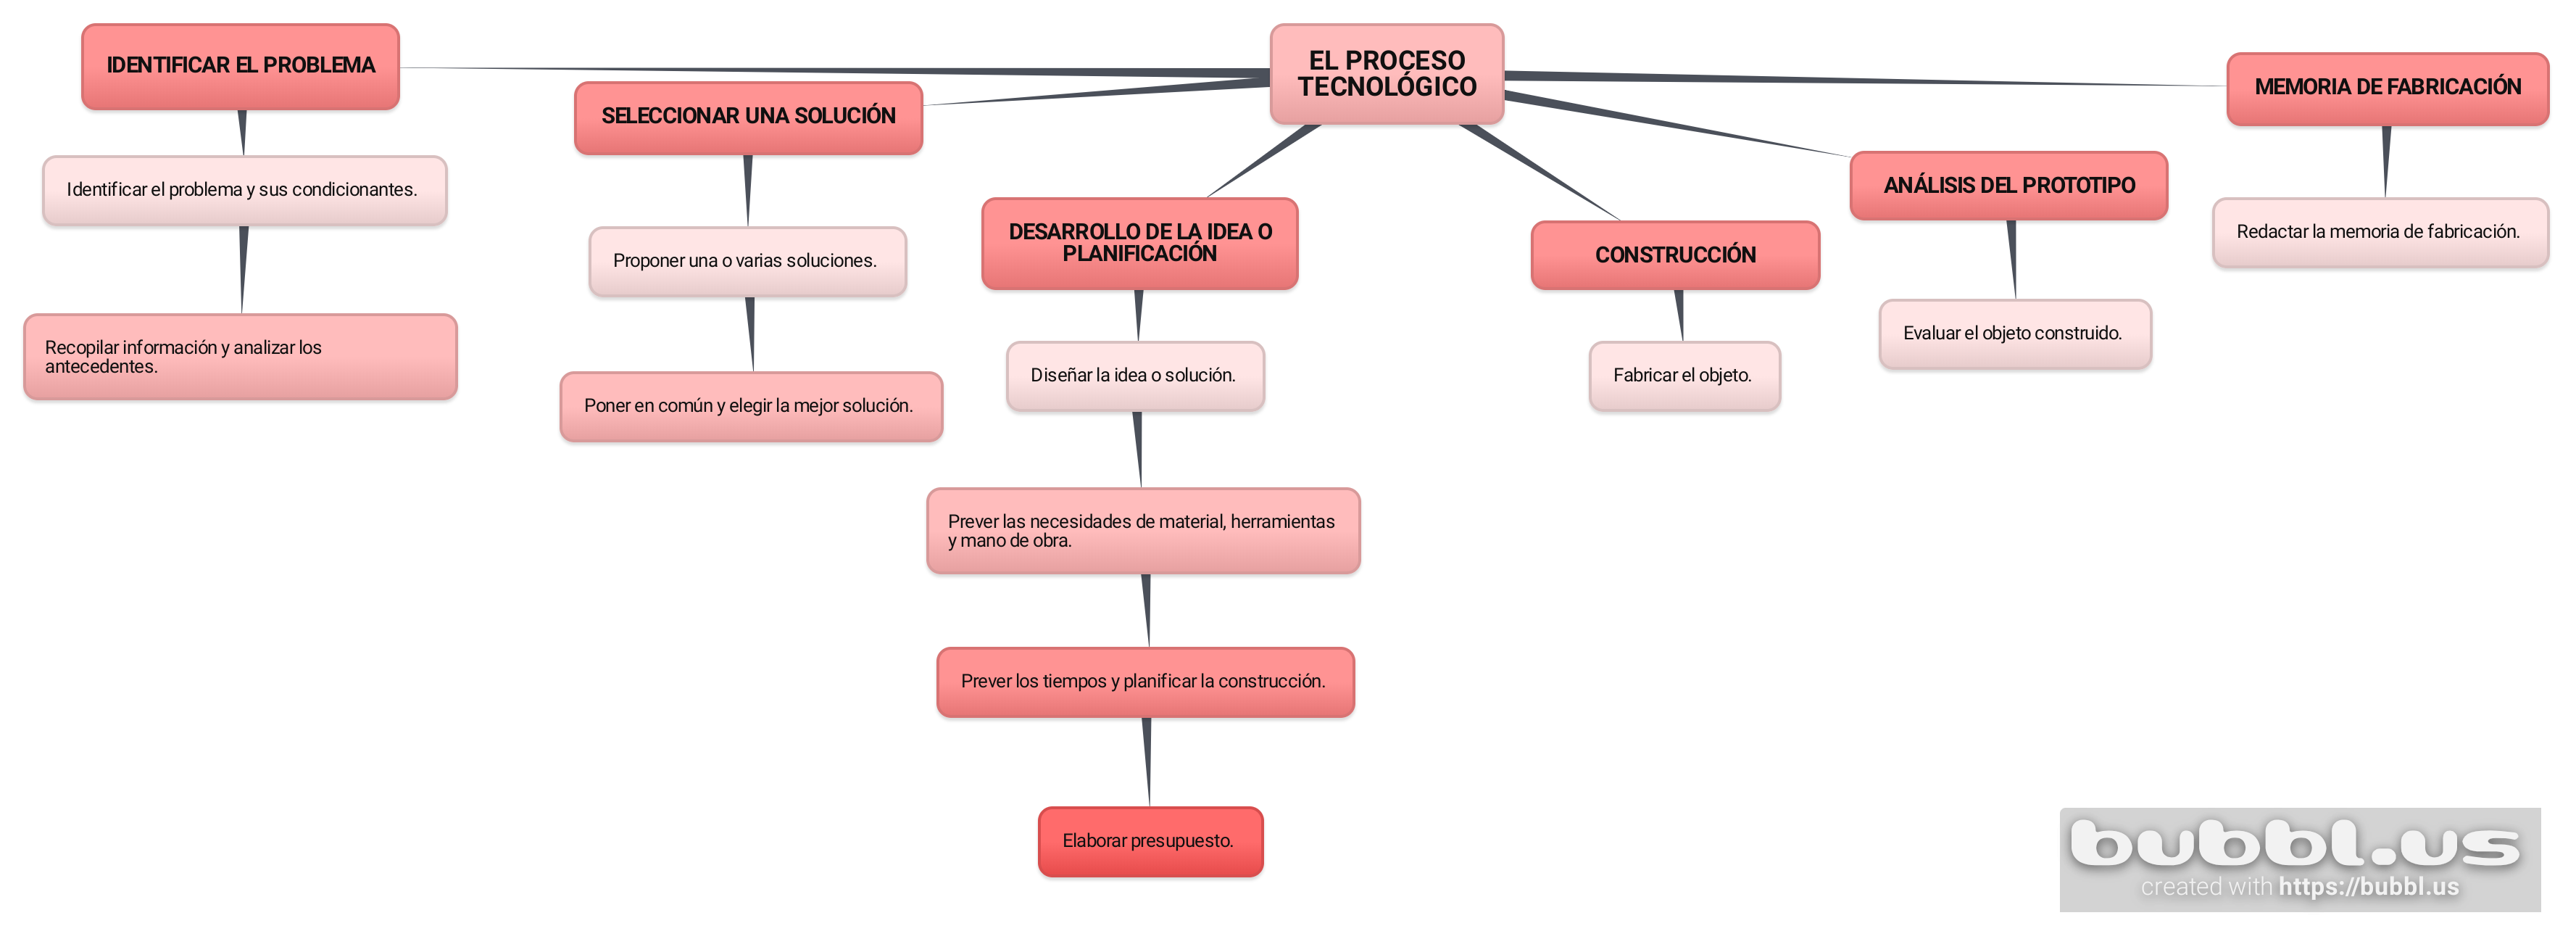 EL PROCESO
TECNOLÓGICO
IDENTIFICAR EL PROBLEMA
Identificar el problema y sus condicionantes.
Recopilar información y analizar los
antecedentes.
SELECCIONAR UNA SOLUCIÓN
Proponer una o varias soluciones.
Poner en común y elegir la mejor solución.
DESARROLLO DE LA IDEA O
PLANIFICACIÓN
Diseñar la idea o solución.
Prever las necesidades de material, herramientas
y mano de obra.
Prever los tiempos y planificar la construcción.
Elaborar presupuesto.
CONSTRUCCIÓN
Fabricar el objeto.
ANÁLISIS DEL PROTOTIPO
Evaluar el objeto construido.
MEMORIA DE FABRICACIÓN
Redactar la memoria de fabricación.
bubbl.us
created with https://bubbl.us